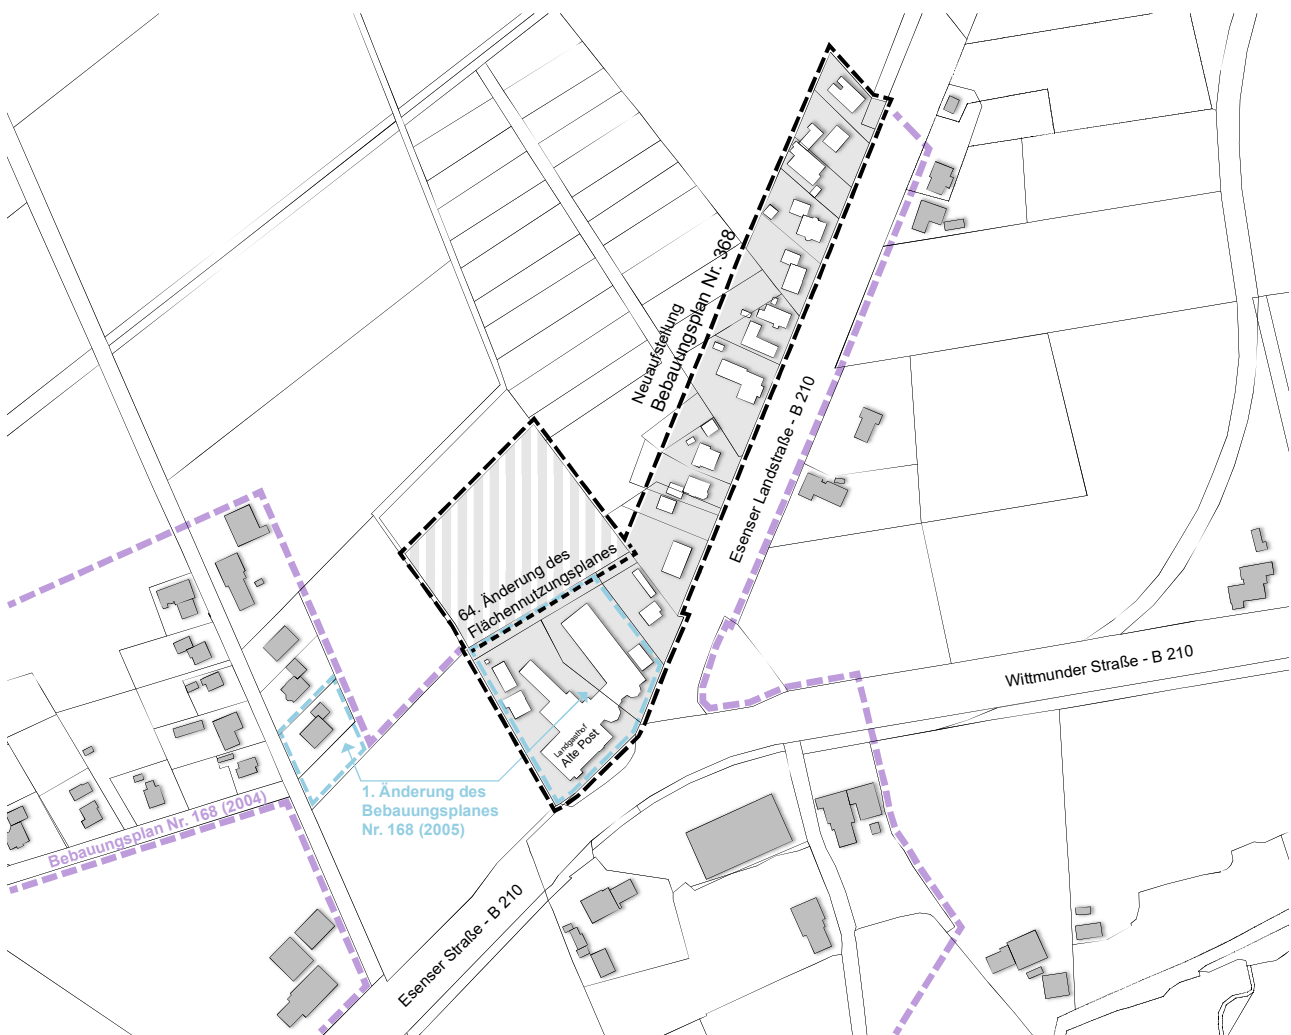 Neuaufstellung
Bebauungsplan Nr. 368
Esenser Landstraße - B 210
64. Änderung des
Flächennutzungsplanes
Wittmunder Straße - B 210
Landgasthof
Alte Post
1. Änderung des
Bebauungsplanes
Nr. 168 (2005)
Bebauungsplan Nr. 168 (2004)
Esenser Straße - B 210